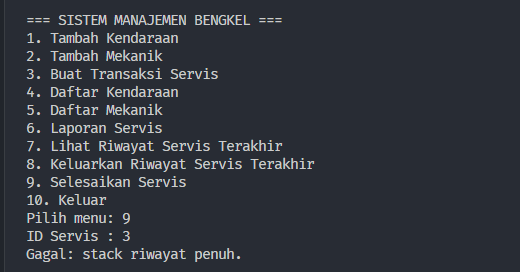 === SISTEM MANAJEMEN BENGKEL ===
1. Tambah Kendaraan
2. Tambah Mekanik
3. Buat Transaksi Servis
4. Daftar Kendaraan
5. Daftar Mekanik
6. Laporan Servis
7. Lihat Riwayat Servis Terakhir
8. Keluarkan Riwayat Servis Terakhir
9. Selesaikan Servis
10. Keluar
Pilih menu: 9
ID Servis : 3
Gagal: stack riwayat penuh.